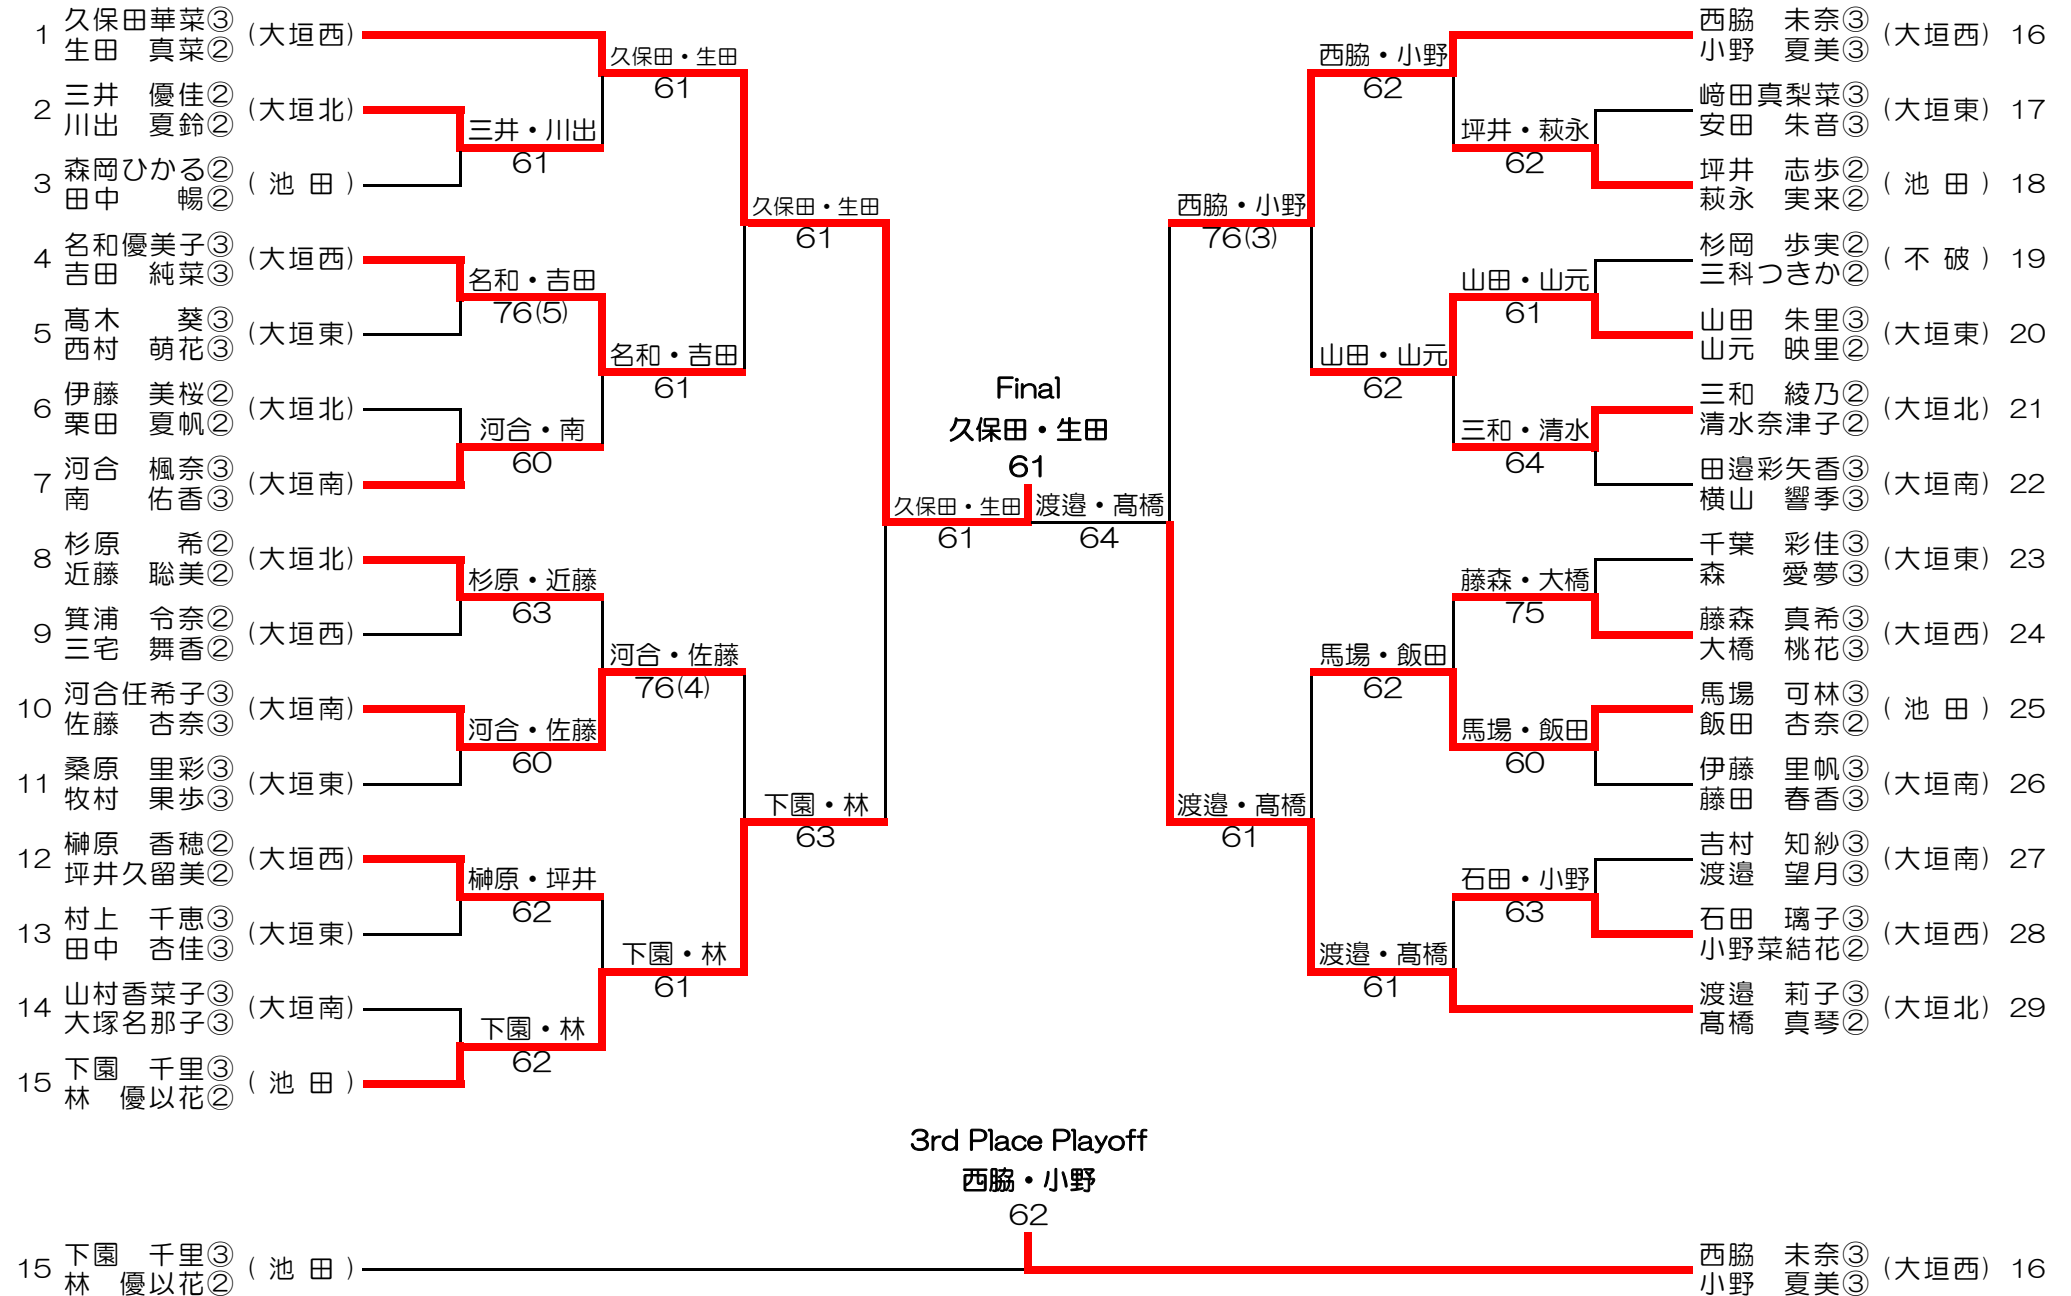 1 久保田華菜③ (大垣西)
生田 真菜②
2 三井 優佳② (大垣北)
川出 夏鈴②
3 森岡ひかる② (池田)
田中 暢②
4 名和優美子③ (大垣西)
吉田 純菜③
5 髙木 葵③ (大垣東)
西村 萌花③
6 伊藤 美桜② (大垣北)
栗田 夏帆②
7 河合 楓奈③ (大垣南)
南 佑香③
8 杉原 希② (大垣北)
近藤 聡美②
9 箕浦 令奈② (大垣西)
三宅 舞香②
10 河合任希子③ (大垣南)
佐藤 杏奈③
11 桑原 里彩③ (大垣東)
牧村 果歩③
12 榊原 香穂② (大垣西)
坪井久留美②
13 村上 千恵③ (大垣東)
田中 杏佳③
14 山村香菜子③ (大垣南)
大塚名那子③
15 下園 千里③ (池田)
林 優以花②
三井・川出
61
名和・吉田
76(5)
河合・南
60
杉原・近藤
63
河合・佐藤
60
榊原・坪井
62
下園・林
62
久保田・生田
61
名和・吉田
61
河合・佐藤
76(4)
下園・林
61
久保田・生田
61
下園・林
63
久保田・生田
61
Final
久保田・生田
61
渡邉・髙橋
64
西脇・小野
76(3)
渡邉・髙橋
61
西脇・小野
62
山田・山元
62
馬場・飯田
62
渡邉・髙橋
61
坪井・萩永
62
山田・山元
61
三和・清水
64
藤森・大橋
75
馬場・飯田
60
石田・小野
63
西脇 未奈③ (大垣西) 16
小野 夏美③
﨑田真梨菜③ (大垣東) 17
安田 朱音③
坪井 志歩② (池田) 18
萩永 実来②
杉岡 歩実② (不破) 19
三科つきか②
山田 朱里③ (大垣東) 20
山元 映里②
三和 綾乃② (大垣北) 21
清水奈津子②
田邉彩矢香③ (大垣南) 22
横山 響季③
千葉 彩佳③ (大垣東) 23
森 愛夢③
藤森 真希③ (大垣西) 24
大橋 桃花③
馬場 可林③ (池田) 25
飯田 杏奈②
伊藤 里帆③ (大垣南) 26
藤田 春香③
吉村 知紗③ (大垣南) 27
渡邉 望月③
石田 璃子③ (大垣西) 28
小野菜結花②
渡邉 莉子③ (大垣北) 29
髙橋 真琴②
3rd Place Playoff
西脇・小野
62
15 下園 千里③ (池田)
林 優以花②
西脇 未奈③ (大垣西) 16
小野 夏美③